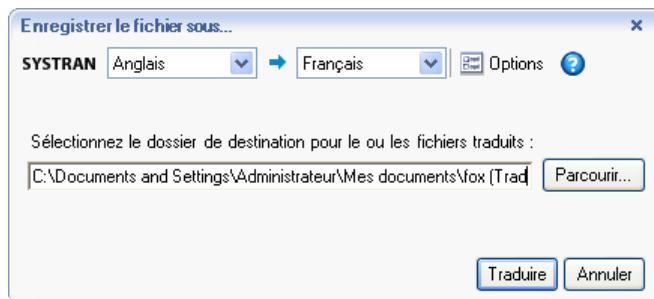 Enregistrer le fichier sous...
SYSTRAN Anglais Français Options
Sélectionnez le dossier de destination pour le ou les fichiers traduits :
C:\Documents and Settings\Administrateur\Mes documents\fox (Trad Parcourir...
Traduire Annuler